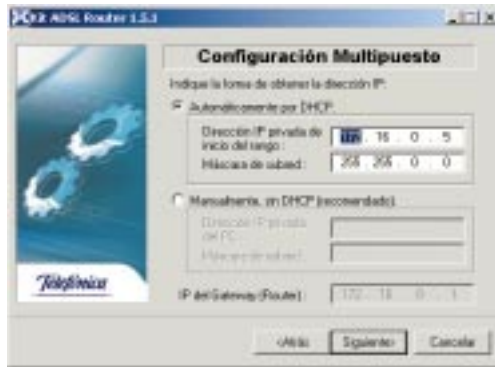 Kit ADSL Router 1.5.1
Configuración Multipuesto
Indique la forma de obtener la dirección IP:
Automáticamente por DHCP.
Dirección IP privada de inicio del rango:
172 . 16 . 0 . 5
Máscara de subred:
255 . 255 . 0 . 0
Manualmente, sin DHCP (recomendado).
Dirección IP privada del PC:
Máscara de subred:
IP del Gateway (Router):
172 . 16 . 0 . 1
Telefónica
<Atrás
Siguiente>
Cancelar